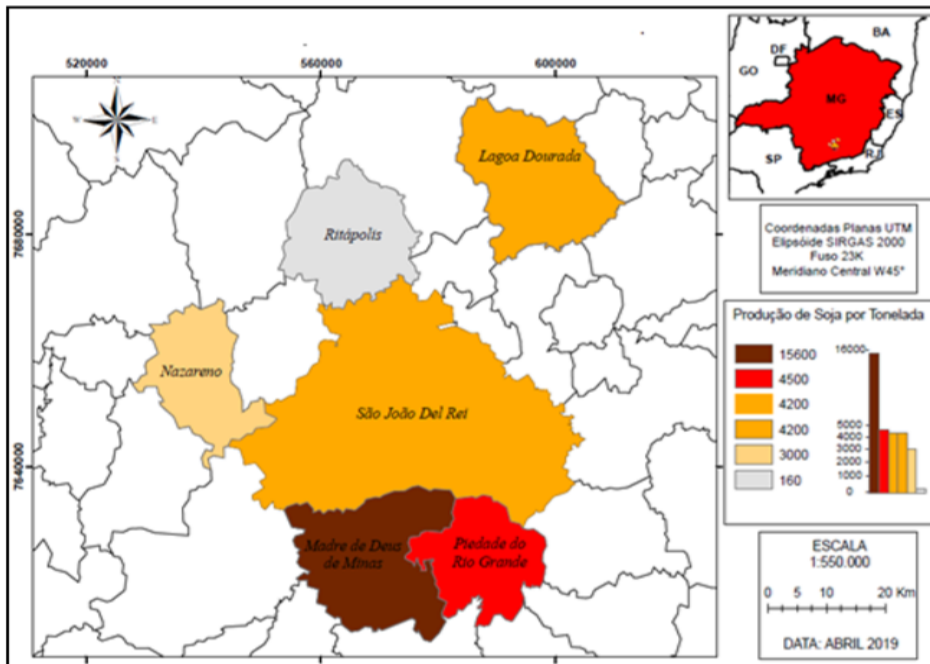 520000
560000
600000
N
W
E
S
7680000
7640000
Lagoa Dourada
Ritápolis
Nazareno
São João Del Rei
Madre de Deus
de Minas
Piedade do
Rio Grande
BA
DF
GO
MG
ES
SP
RJ
Coordenadas Planas UTM
Elipsóide SIRGAS 2000
Fuso 23K
Meridiano Central W45°
Produção de Soja por Tonelada
15600
4500
4200
4200
3000
160
16000
5000
4000
3000
2000
0
ESCALA
1:550.000
0 5 10 20 Km
DATA: ABRIL 2019